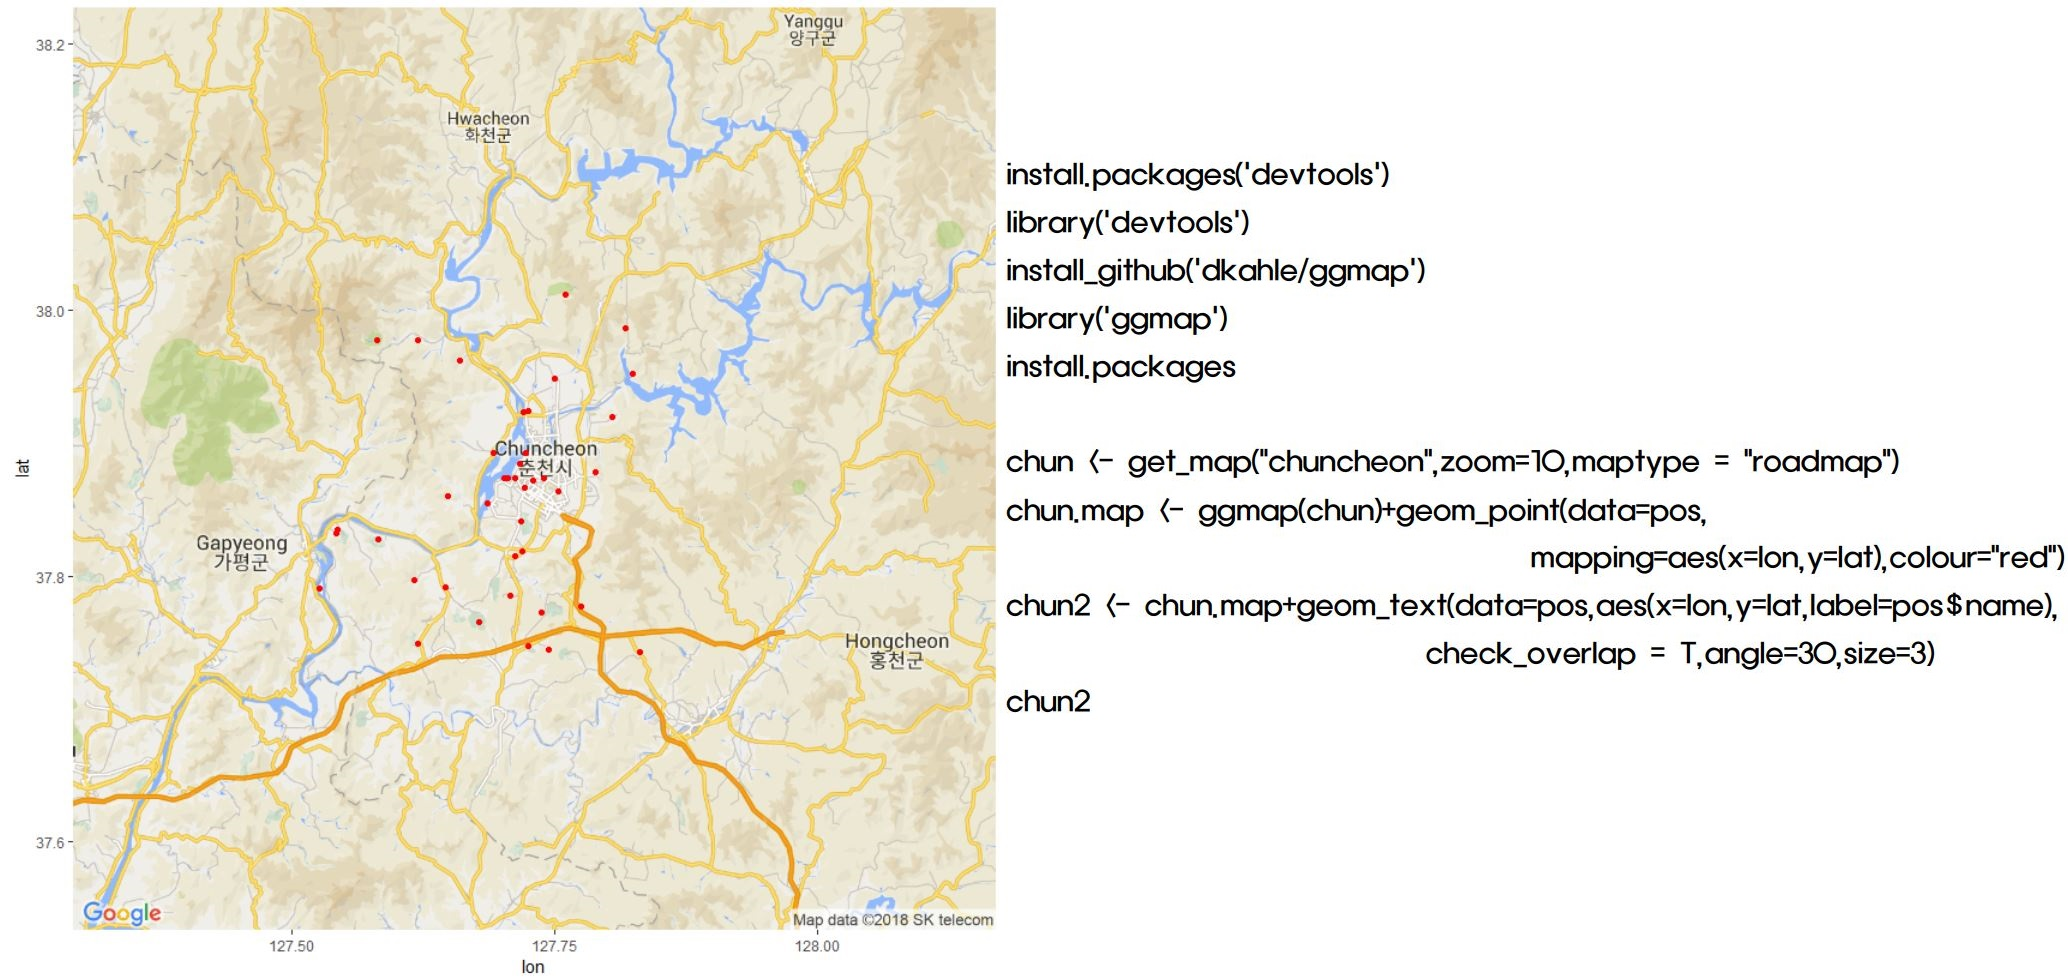 38.2
38.0
lat
37.8
37.6
Yanggu
양구군
Hwacheon
화천군
Chuncheon
춘천시
Gapyeong
가평군
Hongcheon
홍천군
Google
Map data ©2018 SK telecom
127.50
127.75
128.00
lon
install.packages('devtools')
library('devtools')
install_github('dkahle/ggmap')
library('ggmap')
install.packages
chun <- get_map("chuncheon",zoom=10,maptype = "roadmap")
chun.map <- ggmap(chun)+geom_point(data=pos,
mapping=aes(x=lon,y=lat),colour="red")
chun2 <- chun.map+geom_text(data=pos,aes(x=lon,y=lat,label=pos$name),
check_overlap = T,angle=30,size=3)
chun2